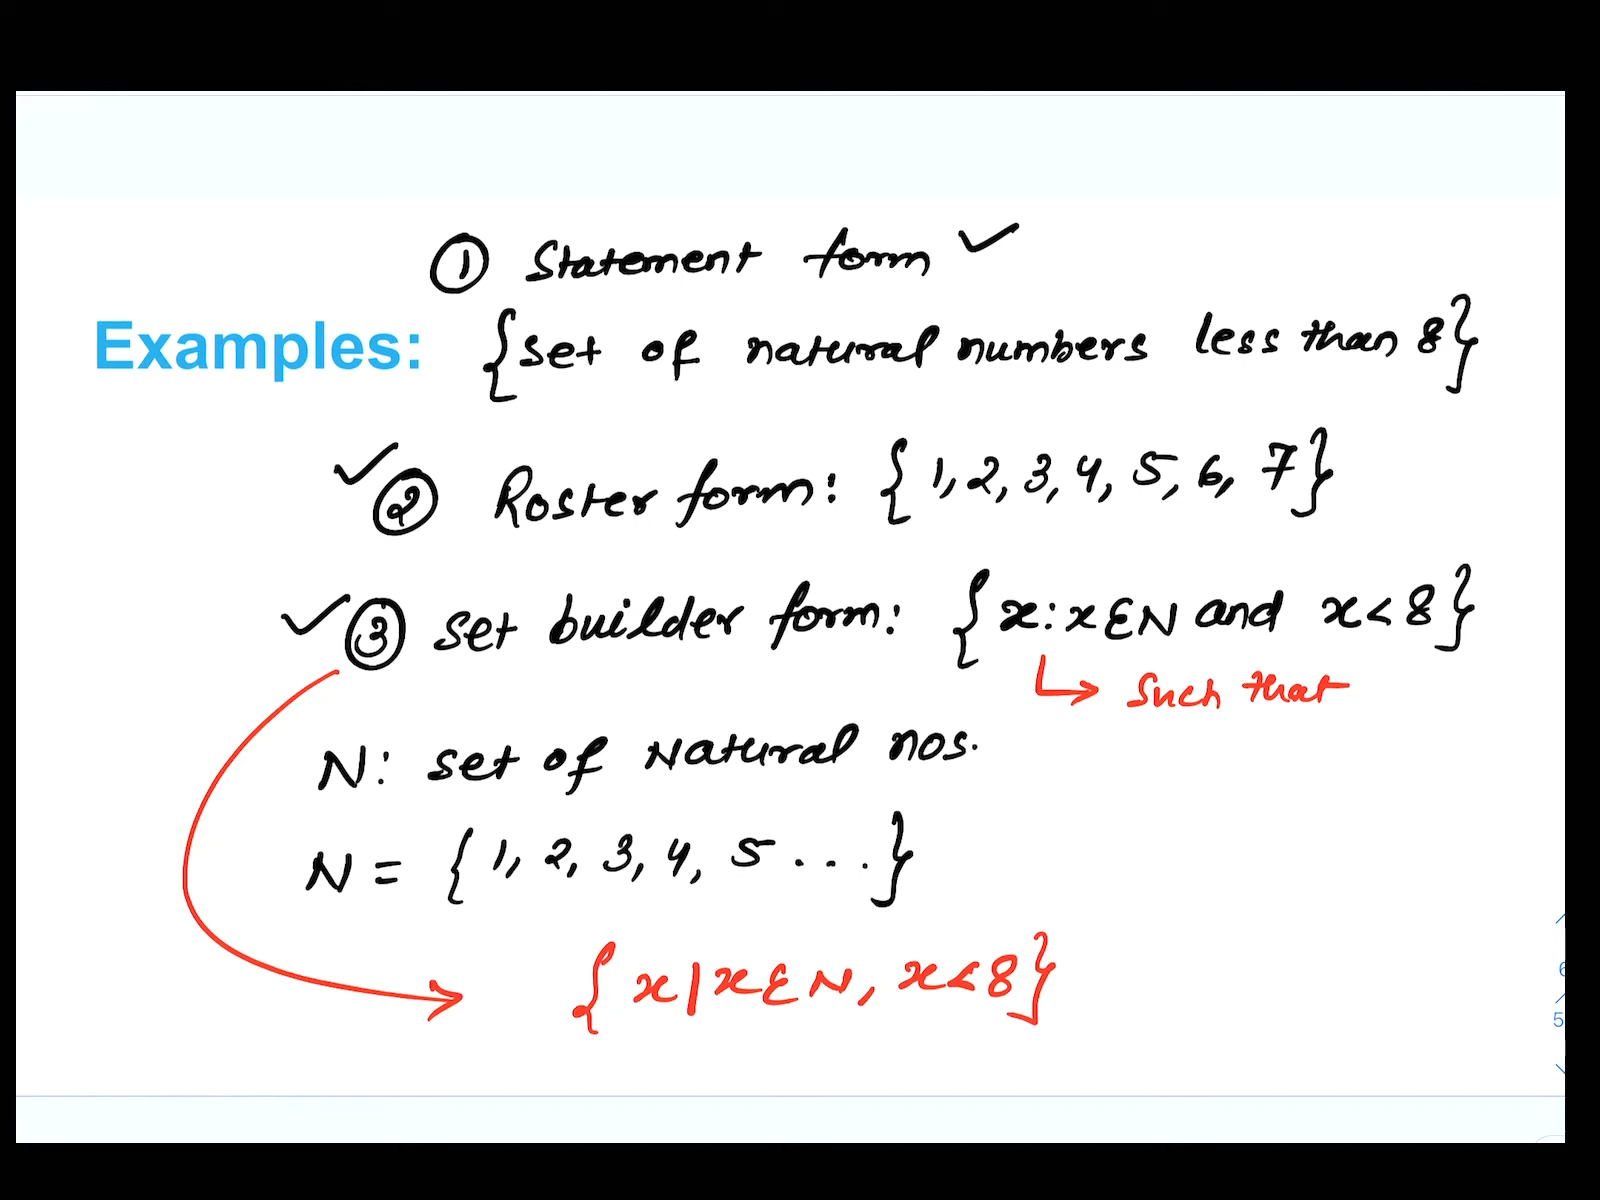 ① Statement form ✓
Examples: {set of natural numbers less than 8}
✓ ② Roster form: {1, 2, 3, 4, 5, 6, 7}
✓ ③ set builder form: {x : x ∈ N and x < 8}
↳ such that
N: set of Natural nos.
N = {1, 2, 3, 4, 5 ...}
{x | x ∈ N, x < 8}
5